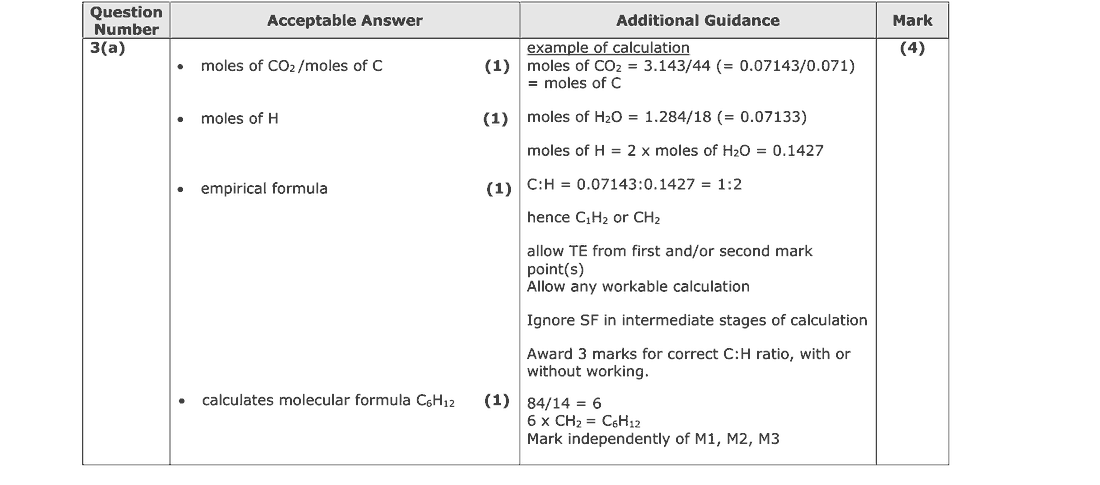 Question Number
Acceptable Answer
Additional Guidance
Mark
3(a)
• moles of CO₂/moles of C (1)
• moles of H (1)
• empirical formula (1)
• calculates molecular formula C₆H₁₂ (1)
example of calculation
moles of CO₂ = 3.143/44 (= 0.07143/0.071)
= moles of C
moles of H₂O = 1.284/18 (= 0.07133)
moles of H = 2 x moles of H₂O = 0.1427
C:H = 0.07143:0.1427 = 1:2
hence C₁H₂ or CH₂
allow TE from first and/or second mark
point(s)
Allow any workable calculation
Ignore SF in intermediate stages of calculation
Award 3 marks for correct C:H ratio, with or
without working.
84/14 = 6
6 x CH₂ = C₆H₁₂
Mark independently of M1, M2, M3
(4)